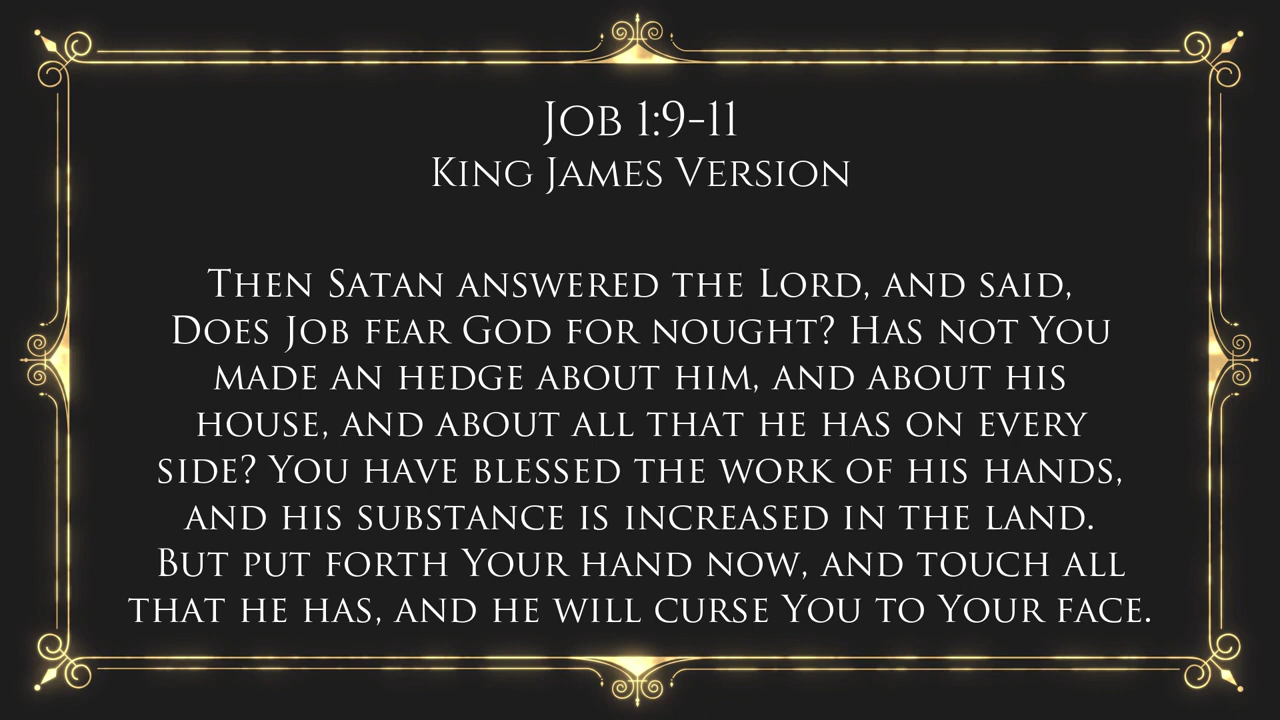 Job 1:9-11
King James Version
Then Satan answered the Lord, and said,
Does Job fear God for nought? Has not You
made an hedge about him, and about his
house, and about all that he has on every
side? You have blessed the work of his hands,
and his substance is increased in the land.
But put forth Your hand now, and touch all
that he has, and he will curse You to Your face.